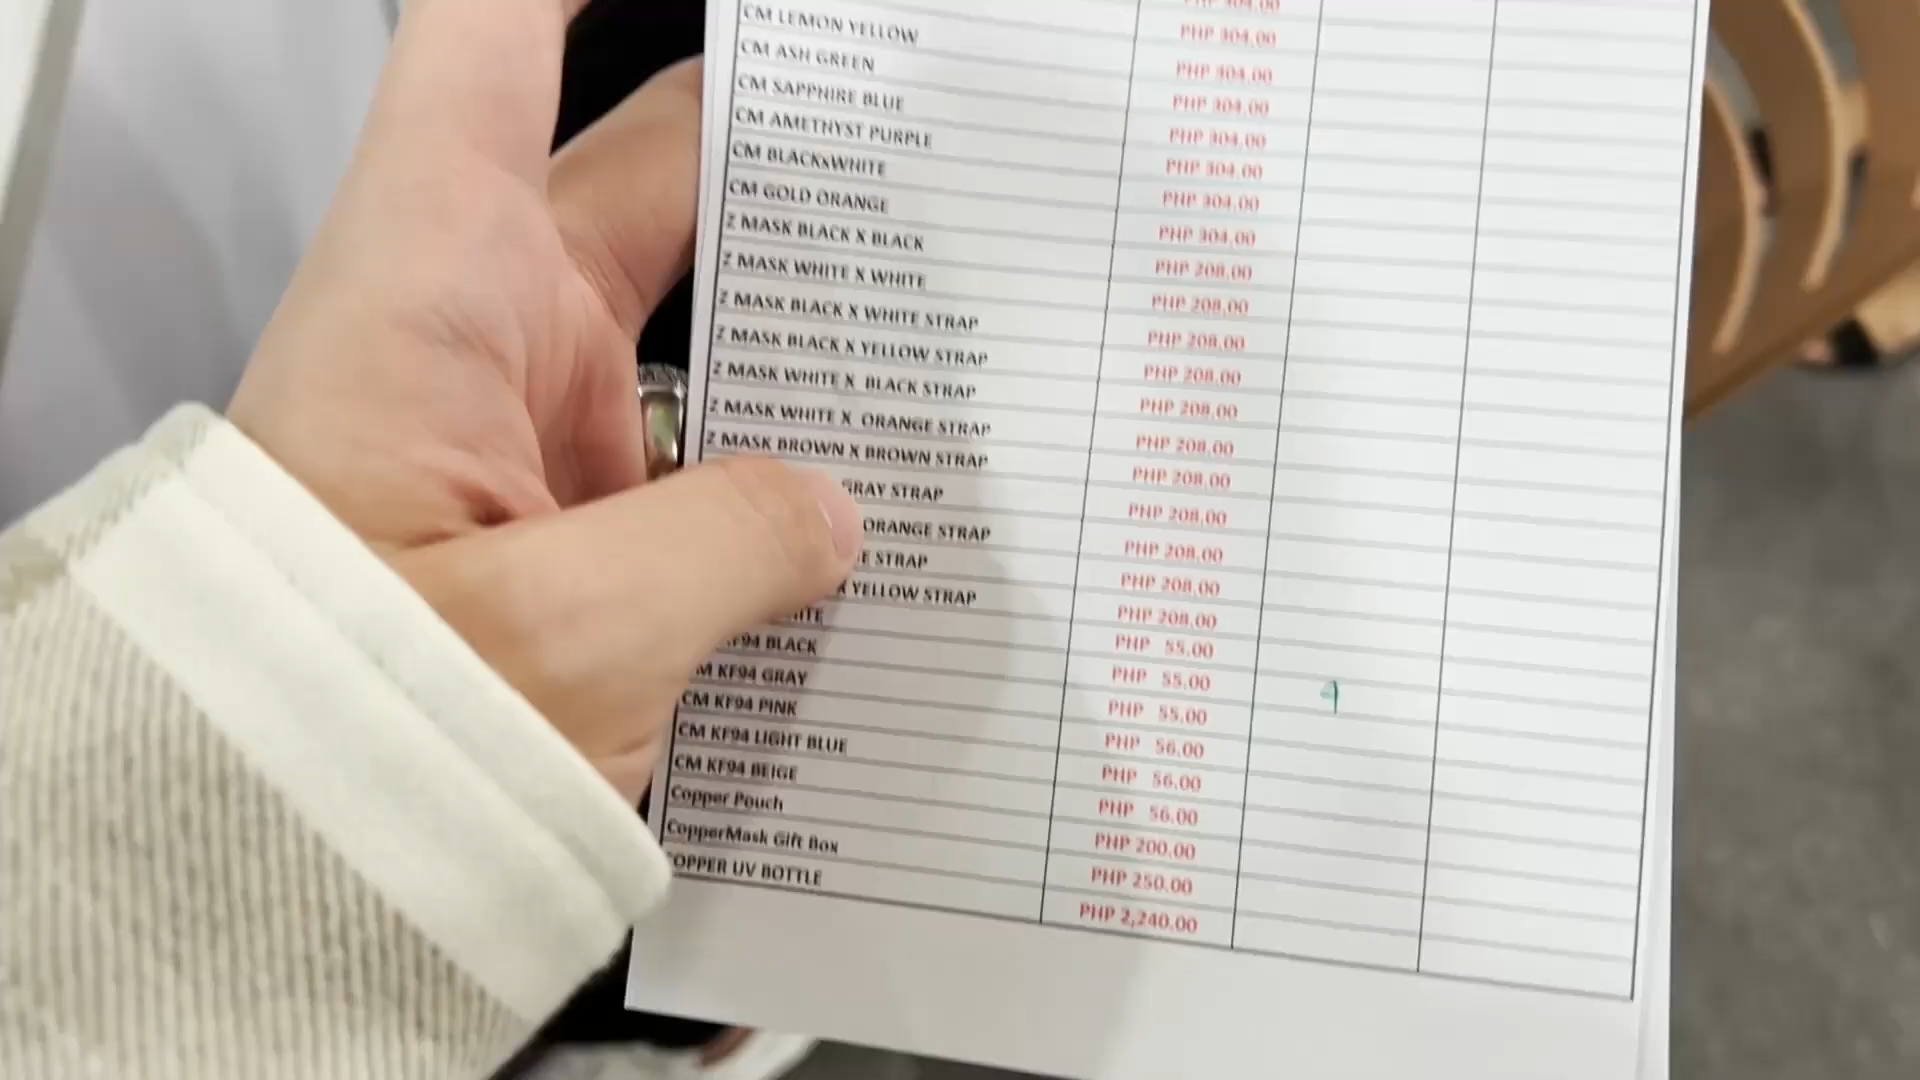 PHP 304.00
PHP 304.00
CM LEMON YELLOW PHP 304.00
CM ASH GREEN PHP 304.00
CM SAPPHIRE BLUE PHP 304.00
CM AMETHYST PURPLE PHP 304.00
CM BLACKxWHITE PHP 304.00
CM GOLD ORANGE PHP 304.00
Z MASK BLACK X BLACK PHP 208.00
Z MASK WHITE X WHITE PHP 208.00
Z MASK BLACK X WHITE STRAP PHP 208.00
Z MASK BLACK X YELLOW STRAP PHP 208.00
Z MASK WHITE X BLACK STRAP PHP 208.00
Z MASK WHITE X ORANGE STRAP PHP 208.00
Z MASK BROWN X BROWN STRAP PHP 208.00
GRAY STRAP PHP 208.00
ORANGE STRAP PHP 208.00
STRAP PHP 208.00
X YELLOW STRAP PHP 208.00
PHP 55.00
KF94 BLACK PHP 55.00 4
CM KF94 GRAY PHP 55.00
CM KF94 PINK PHP 56.00
CM KF94 LIGHT BLUE PHP 56.00
CM KF94 BEIGE PHP 56.00
Copper Pouch PHP 200.00
CopperMask Gift Box PHP 250.00
COPPER UV BOTTLE PHP 2,240.00